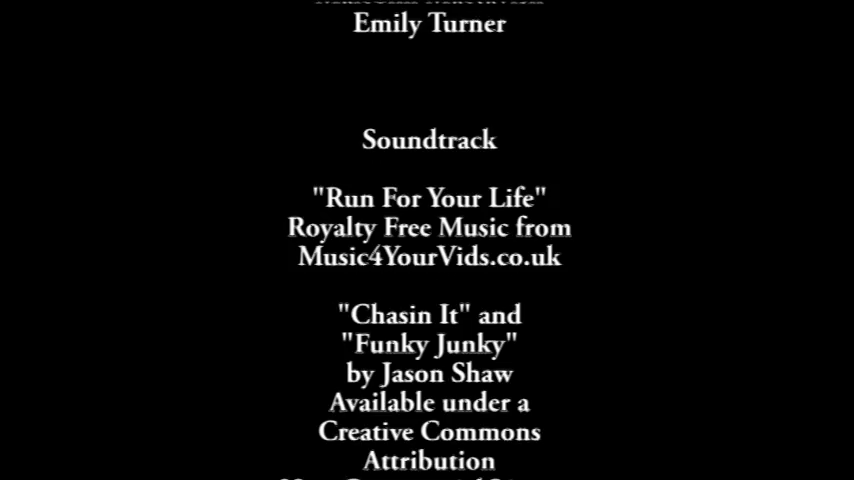 Emily Turner
Soundtrack
"Run For Your Life"
Royalty Free Music from
Music4YourVids.co.uk
"Chasin It" and
"Funky Junky"
by Jason Shaw
Available under a
Creative Commons
Attribution